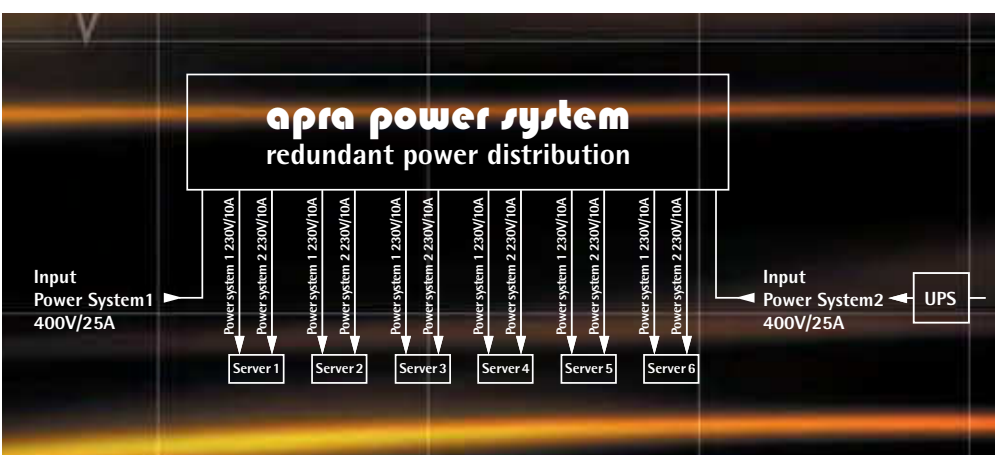 apra power system
redundant power distribution
Power system 1 230V/10A
Power system 2 230V/10A
Power system 1 230V/10A
Power system 2 230V/10A
Power system 1 230V/10A
Power system 2 230V/10A
Power system 1 230V/10A
Power system 2 230V/10A
Power system 1 230V/10A
Power system 2 230V/10A
Power system 1 230V/10A
Power system 2 230V/10A
Input
Power System1
400V/25A
Input
Power System2
400V/25A
UPS
Server 1
Server 2
Server 3
Server 4
Server 5
Server 6